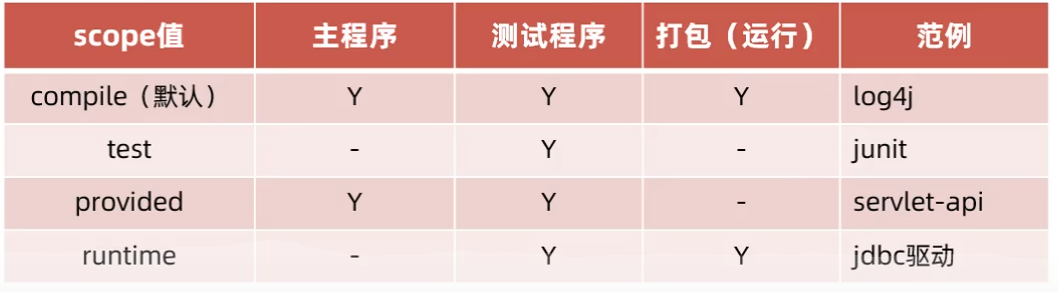 scope值 主程序 测试程序 打包（运行） 范例
compile（默认） Y Y Y log4j
test - Y - junit
provided Y Y - servlet-api
runtime - Y Y jdbc驱动